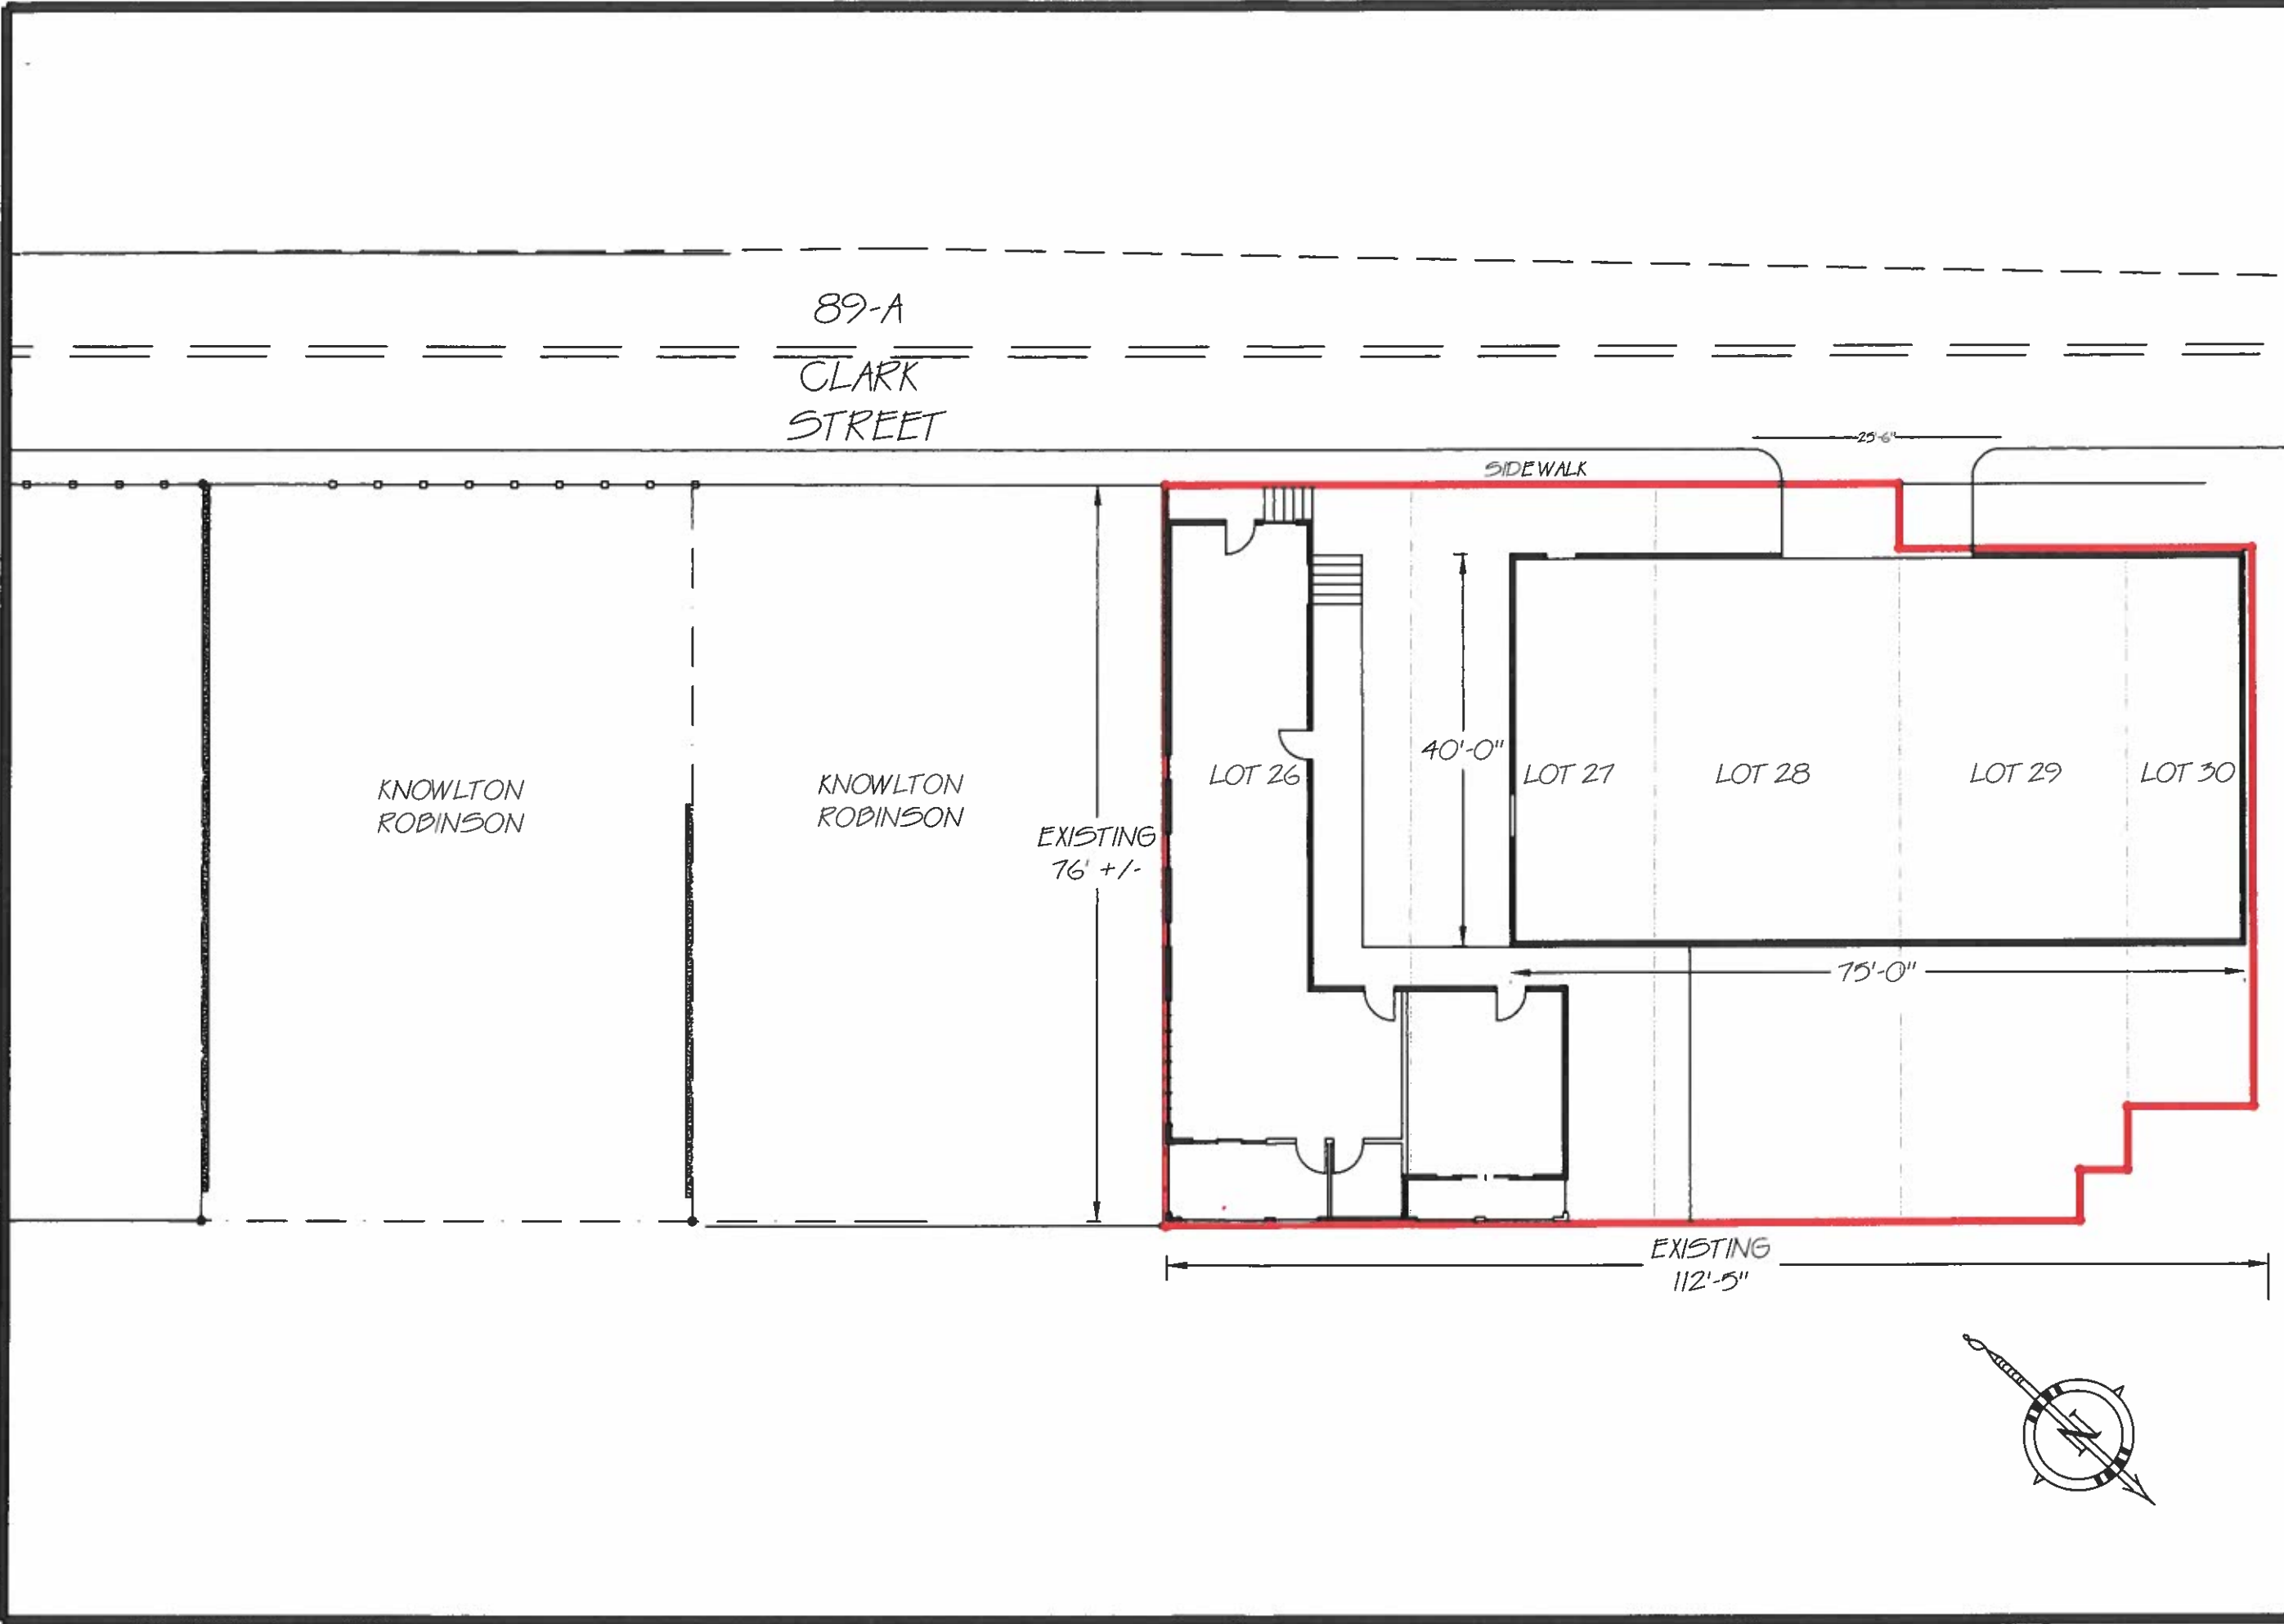 89-A
CLARK
STREET
25'-6"
SIDEWALK
KNOWLTON
ROBINSON
KNOWLTON
ROBINSON
EXISTING
76' +/-
LOT 26
40'-0"
LOT 27
LOT 28
LOT 29
LOT 30
75'-0"
EXISTING
112'-5"
N